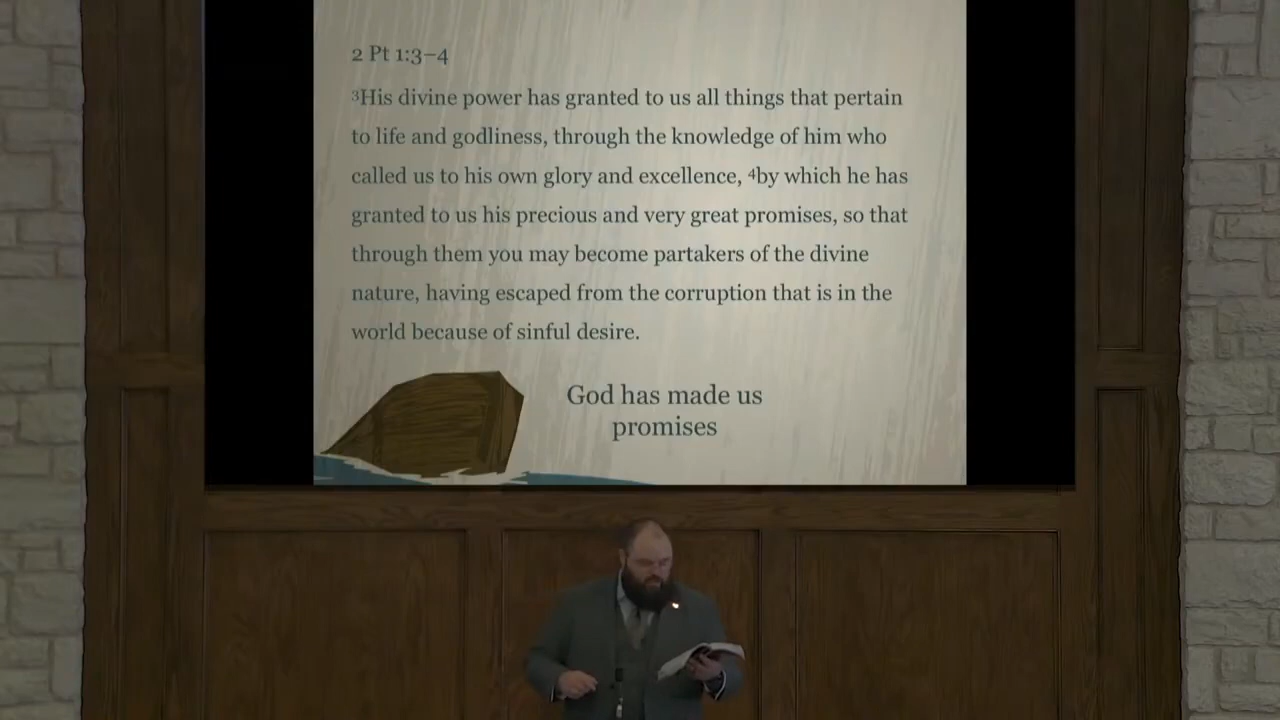 2 Pt 1:3–4
³His divine power has granted to us all things that pertain
to life and godliness, through the knowledge of him who
called us to his own glory and excellence, ⁴by which he has
granted to us his precious and very great promises, so that
through them you may become partakers of the divine
nature, having escaped from the corruption that is in the
world because of sinful desire.
God has made us
promises